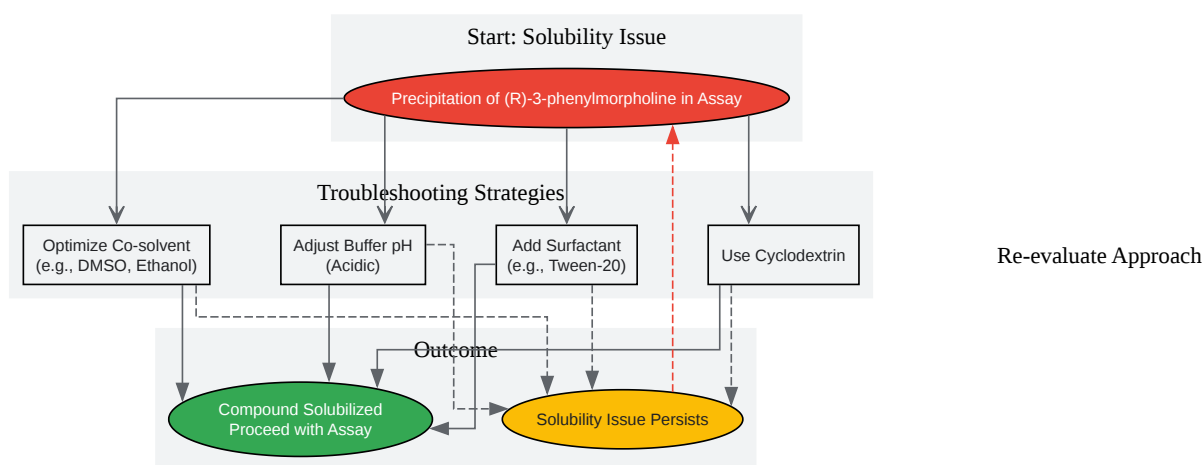 Start: Solubility Issue
Precipitation of (R)-3-phenylmorpholine in Assay
Troubleshooting Strategies
Optimize Co-solvent
(e.g., DMSO, Ethanol)
Adjust Buffer pH
(Acidic)
Add Surfactant
(e.g., Tween-20)
Use Cyclodextrin
Re-evaluate Approach
Outcome
Compound Solubilized
Proceed with Assay
Solubility Issue Persists